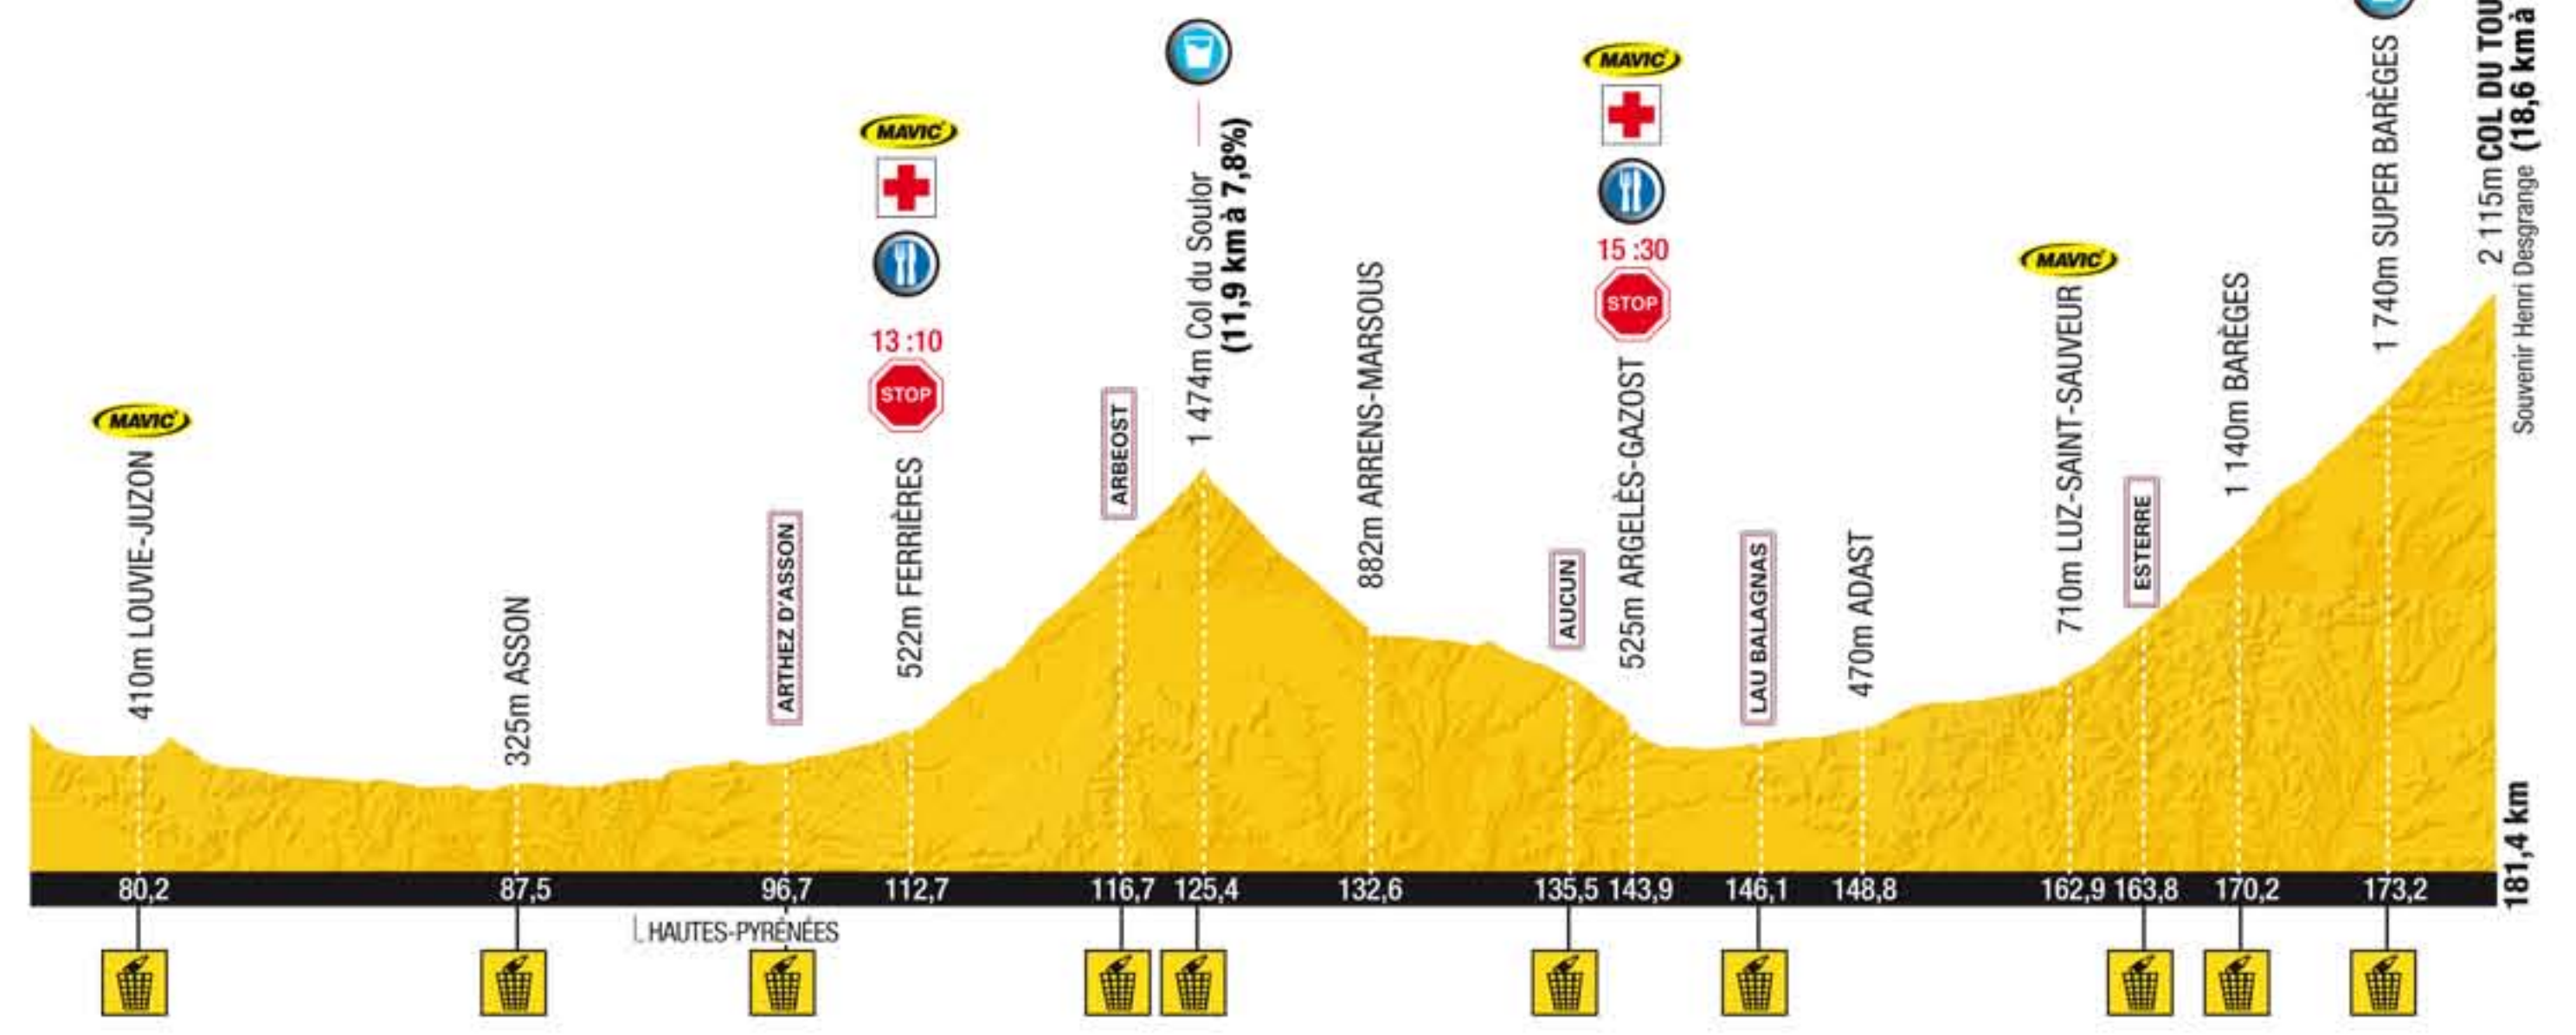 MAVIC
410m LOUVIE-JUZON
325m ASSON
ARTHEZ D'ASSON
MAVIC
13 :10
STOP
522m FERRIÈRES
ARBEOST
1 474m Col du Soulor
(11,9 km à 7,8%)
882m ARRENS-MARSOUS
AUCUN
MAVIC
15 :30
STOP
525m ARGELÈS-GAZOST
LAU BALAGNAS
470m ADAST
MAVIC
710m LUZ-SAINT-SAUVEUR
ESTERRE
1 140m BARÈGES
1 740m SUPER BARÈGES
2 115m COL DU TOU
Souvenir Henri Desgrange (18,6 km à
80,2 87,5 96,7 112,7 116,7 125,4 132,6 135,5 143,9 146,1 148,8 162,9 163,8 170,2 173,2
181,4 km
HAUTES-PYRÉNÉES